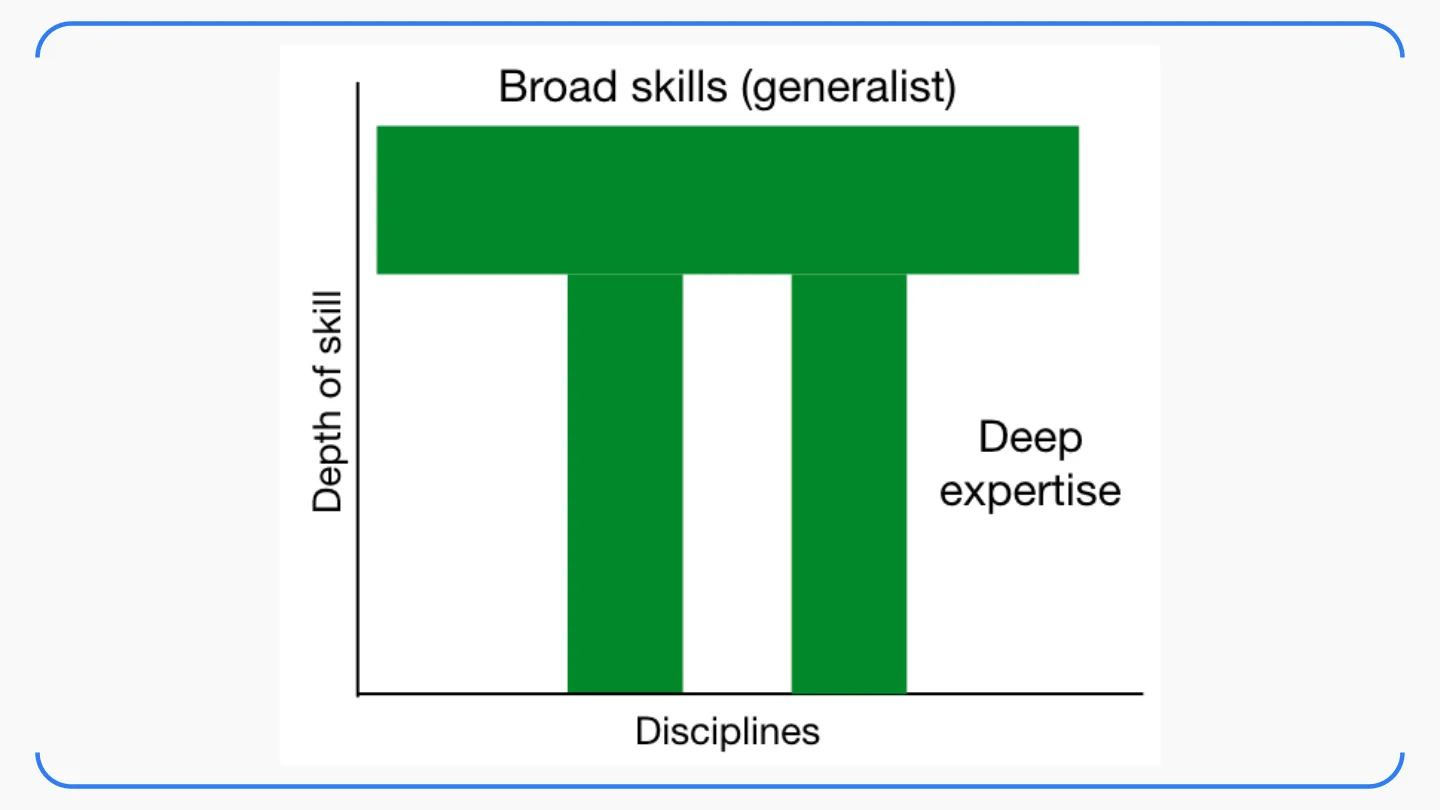 Broad skills (generalist)
Depth of skill
Deep
expertise
Disciplines